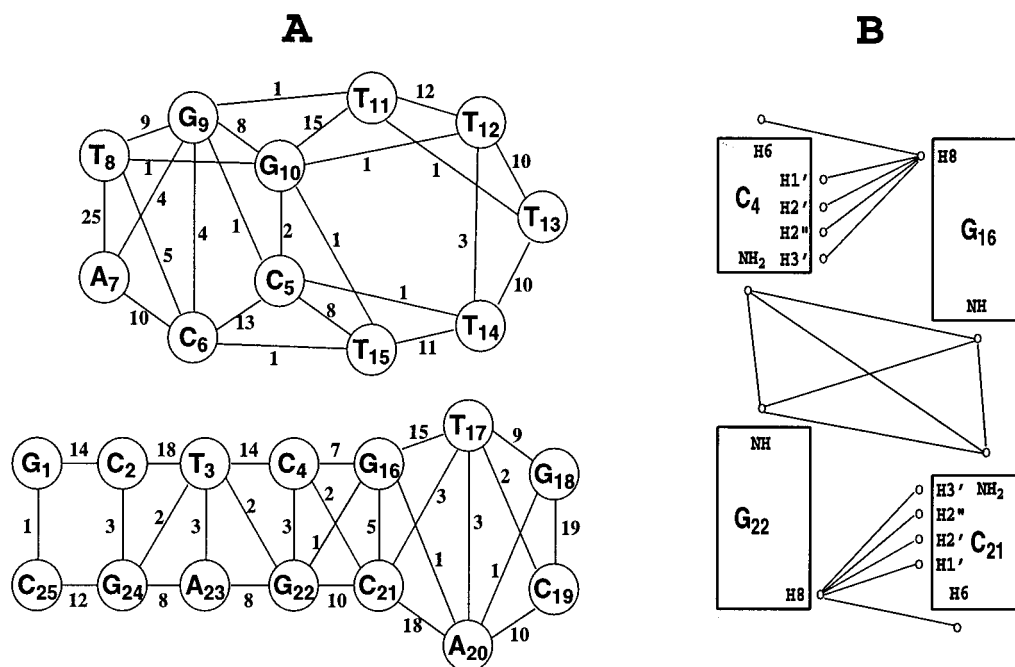 A
B
1
T11
12
T12
9
G9
8
15
T8
1
G10
1
1
10
T13
25
4
4
1
2
1
3
5
A7
C5
1
10
10
C6
13
8
T14
1
T15
11
G1
14
C2
18
T3
14
C4
7
G16
15
T17
9
G18
1
3
2
3
2
3
1
2
5
3
3
2
19
1
1
C25
12
G24
8
A23
8
G22
10
C21
18
A20
10
C19
H6
H8
C4
H1'
H2'
H2"
NH2 H3'
G16
NH
NH
G22
H3' NH2
H2"
H2' C21
H1'
H8
H6